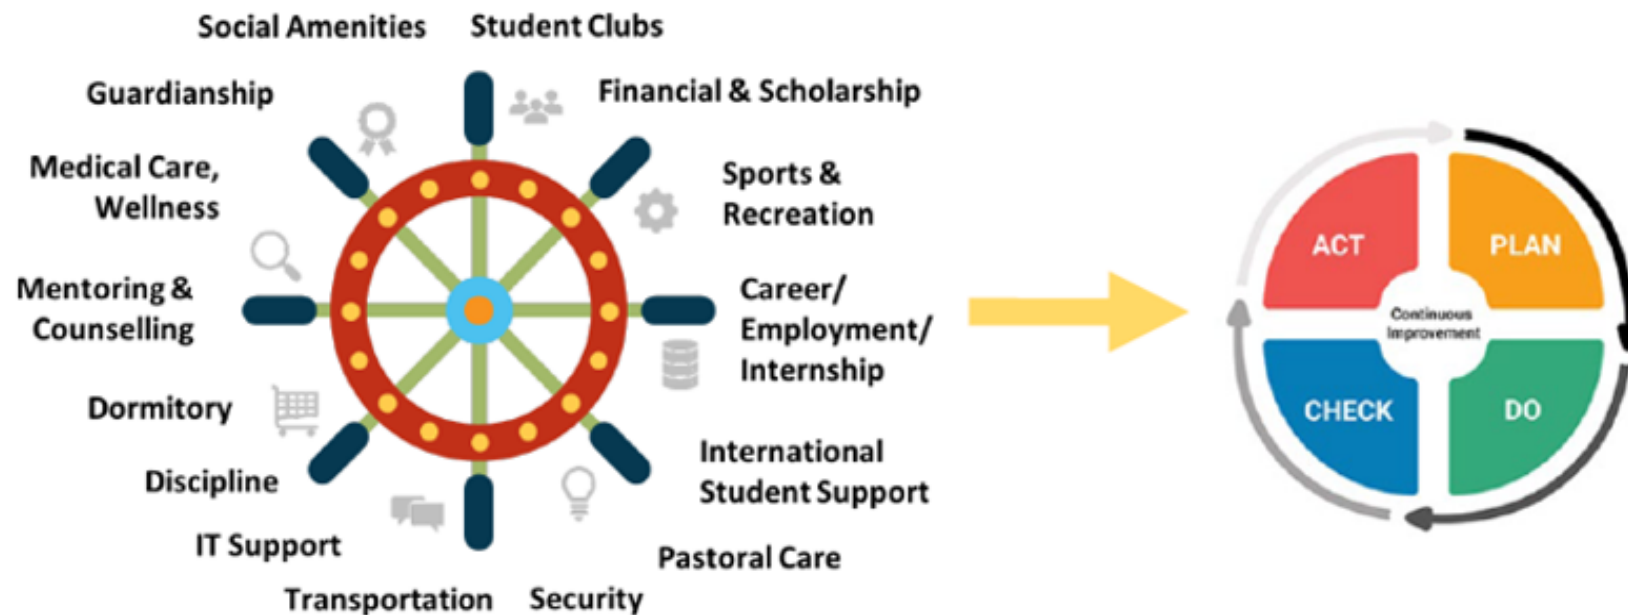 Social Amenities
Student Clubs
Guardianship
Financial & Scholarship
Medical Care,
Wellness
Sports &
Recreation
Mentoring &
Counselling
Career/
Employment/
Internship
Dormitory
International
Student Support
Discipline
IT Support
Pastoral Care
Transportation
Security
ACT
PLAN
Continuous
Improvement
CHECK
DO